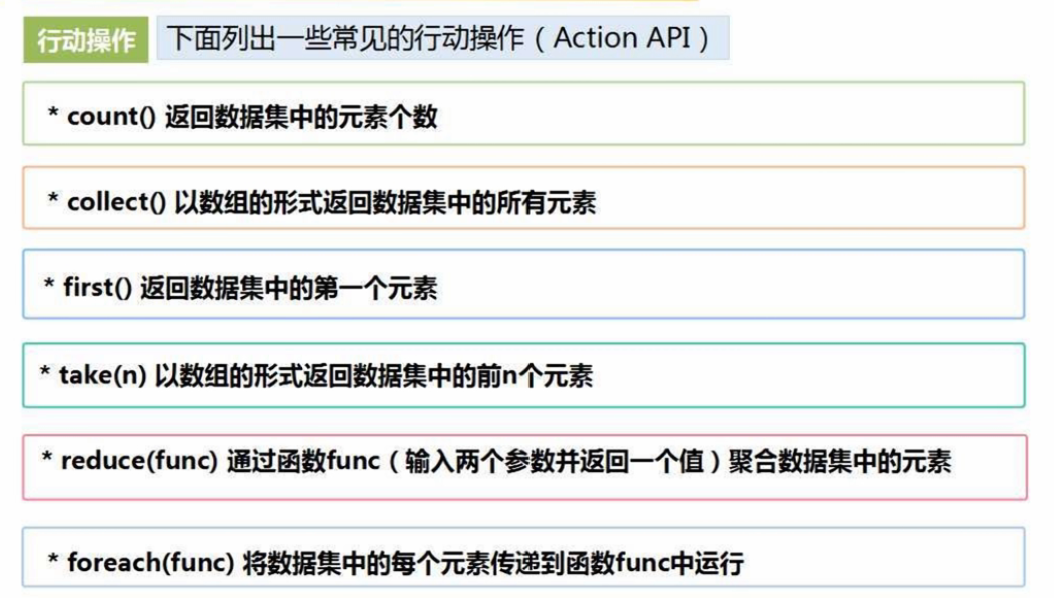 行动操作 下面列出一些常见的行动操作（Action API）
* count() 返回数据集中的元素个数
* collect() 以数组的形式返回数据集中的所有元素
* first() 返回数据集中的第一个元素
* take(n) 以数组的形式返回数据集中的前n个元素
* reduce(func) 通过函数func（输入两个参数并返回一个值）聚合数据集中的元素
* foreach(func) 将数据集中的每个元素传递到函数func中运行